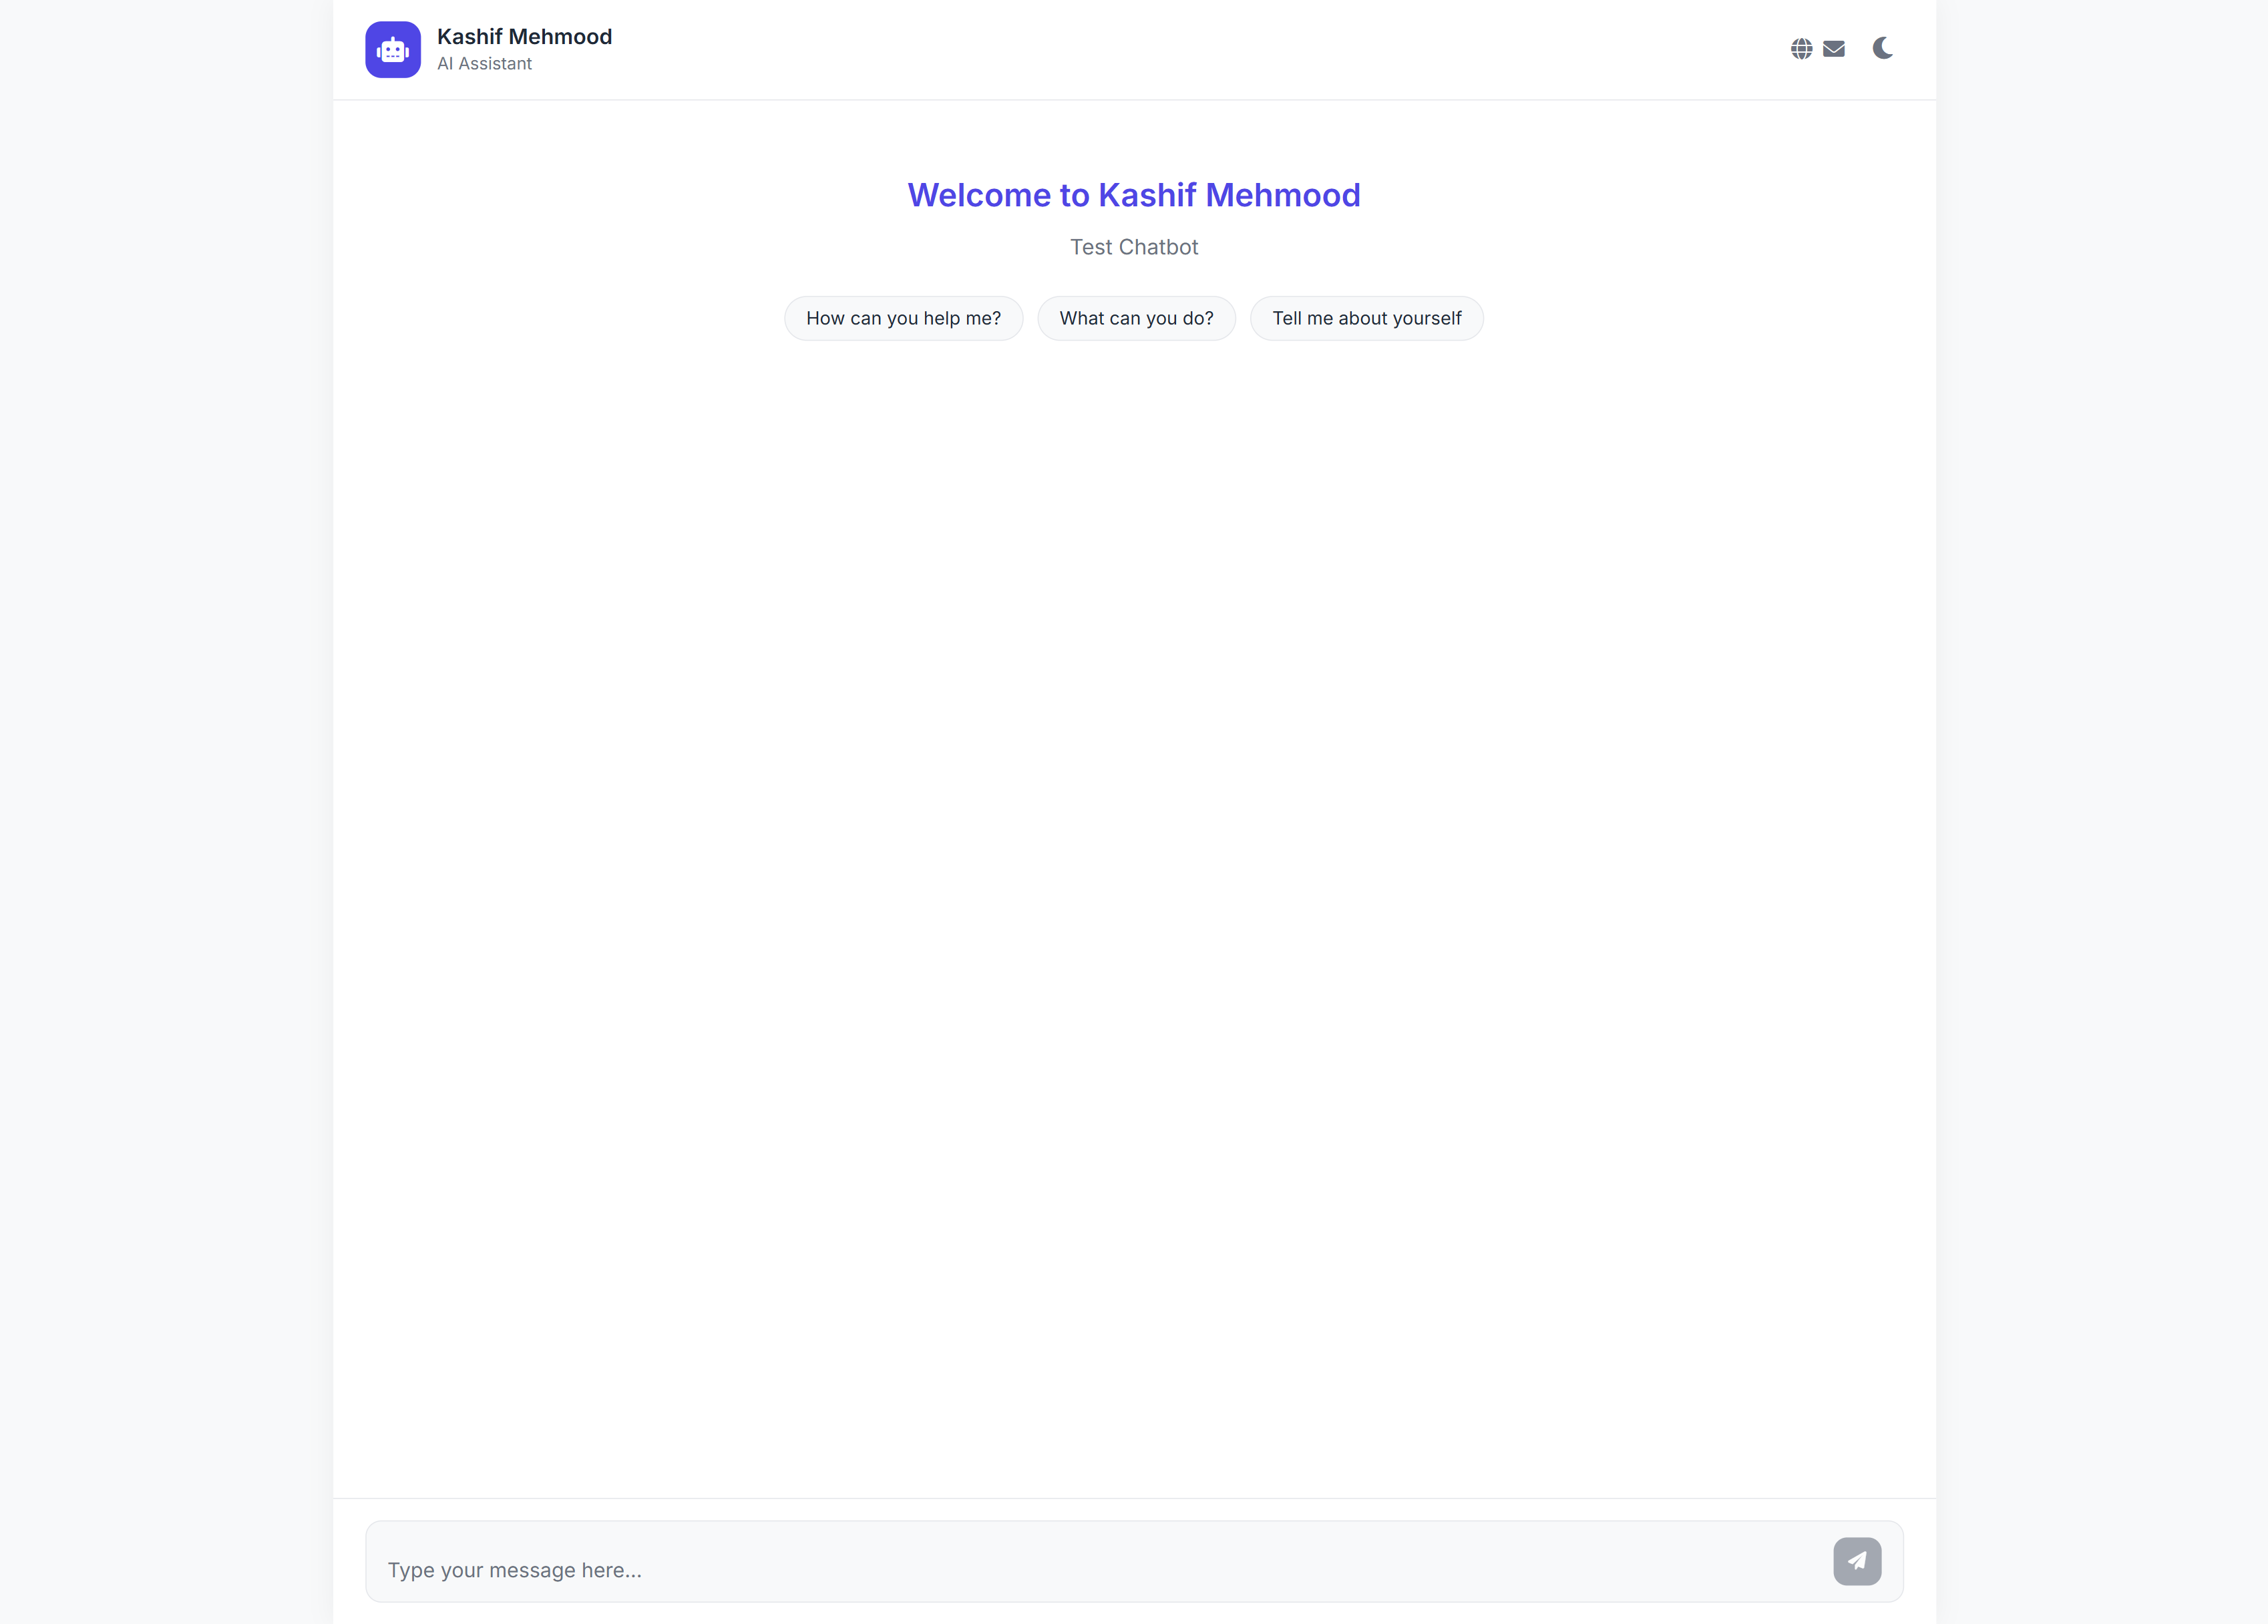 Kashif Mehmood
AI Assistant
Welcome to Kashif Mehmood
Test Chatbot
How can you help me?
What can you do?
Tell me about yourself
Type your message here...